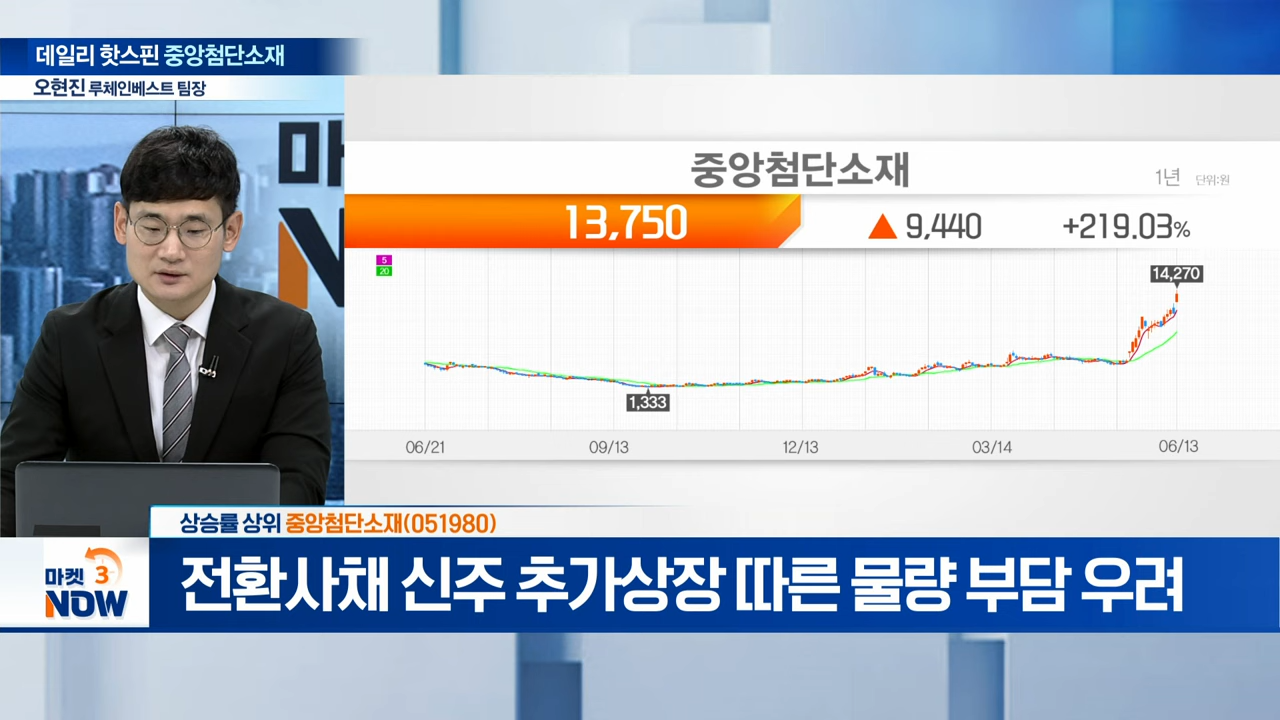 데일리 핫스핀 중앙첨단소재
오현진 루체인베스트 팀장
마
N
중앙첨단소재
1년 단위:원
13,750 ▲ 9,440 +219.03%
5
20
14,270
1,333
06/21 09/13 12/13 03/14 06/13
상승률 상위 중앙첨단소재(051980)
마켓 3
NOW
전환사채 신주 추가상장 따른 물량 부담 우려